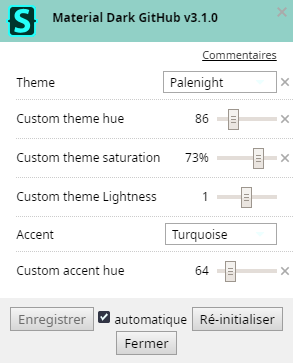 Material Dark GitHub v3.1.0
Commentaires
Theme Palenight
Custom theme hue 86
Custom theme saturation 73%
Custom theme Lightness 1
Accent Turquoise
Custom accent hue 64
Enregistrer automatique Ré-initialiser
Fermer